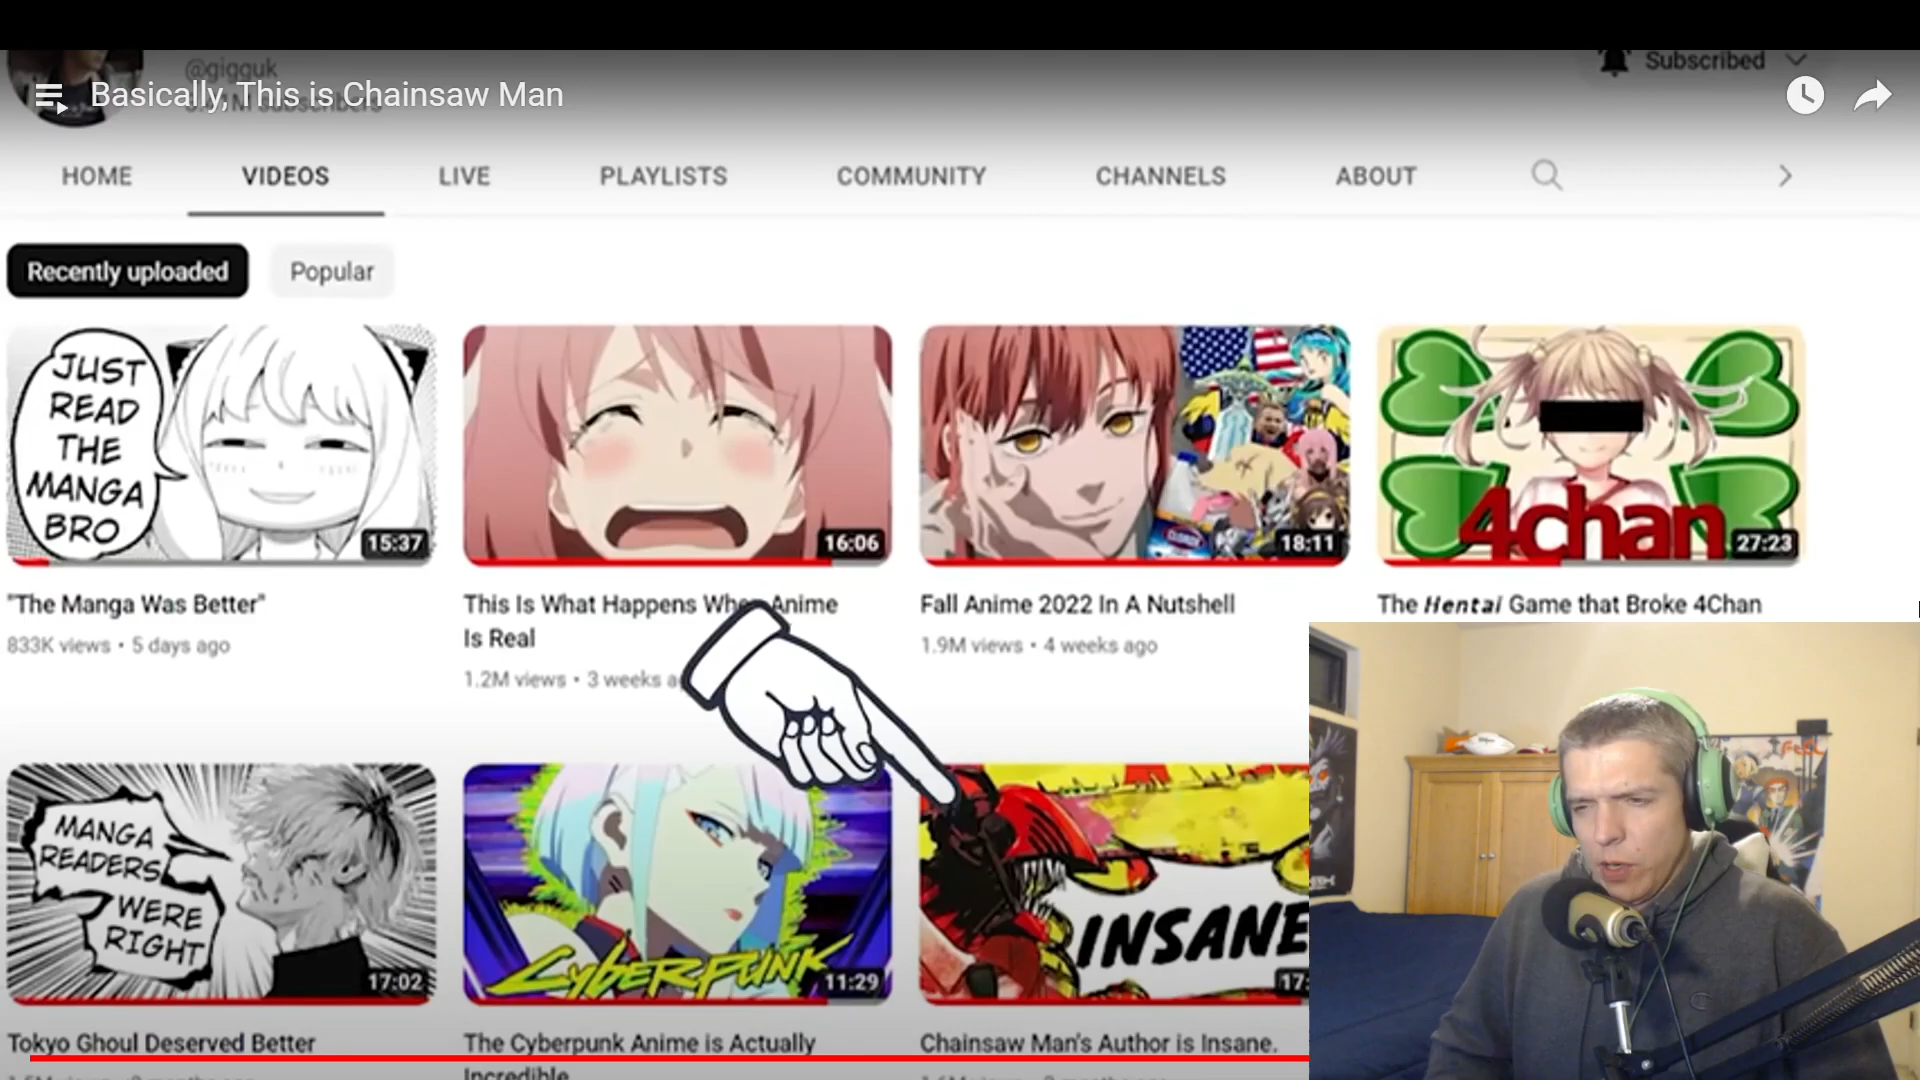 @gigguk
Subscribed
Basically, This is Chainsaw Man
HOME VIDEOS LIVE PLAYLISTS COMMUNITY CHANNELS ABOUT
Recently uploaded Popular
JUST
READ
THE
MANGA
BRO
15:37
16:06
18:11
4chan
27:23
"The Manga Was Better"
833K views • 5 days ago
This Is What Happens When Anime
Is Real
1.2M views • 3 weeks
Fall Anime 2022 In A Nutshell
1.9M views • 4 weeks ago
The Hentai Game that Broke 4Chan
MANGA
READERS
WERE
RIGHT
17:02
CYBERPUNK
11:29
INSANE
17:
Tokyo Ghoul Deserved Better
The Cyberpunk Anime is Actually
Incredible
Chainsaw Man's Author is Insane.